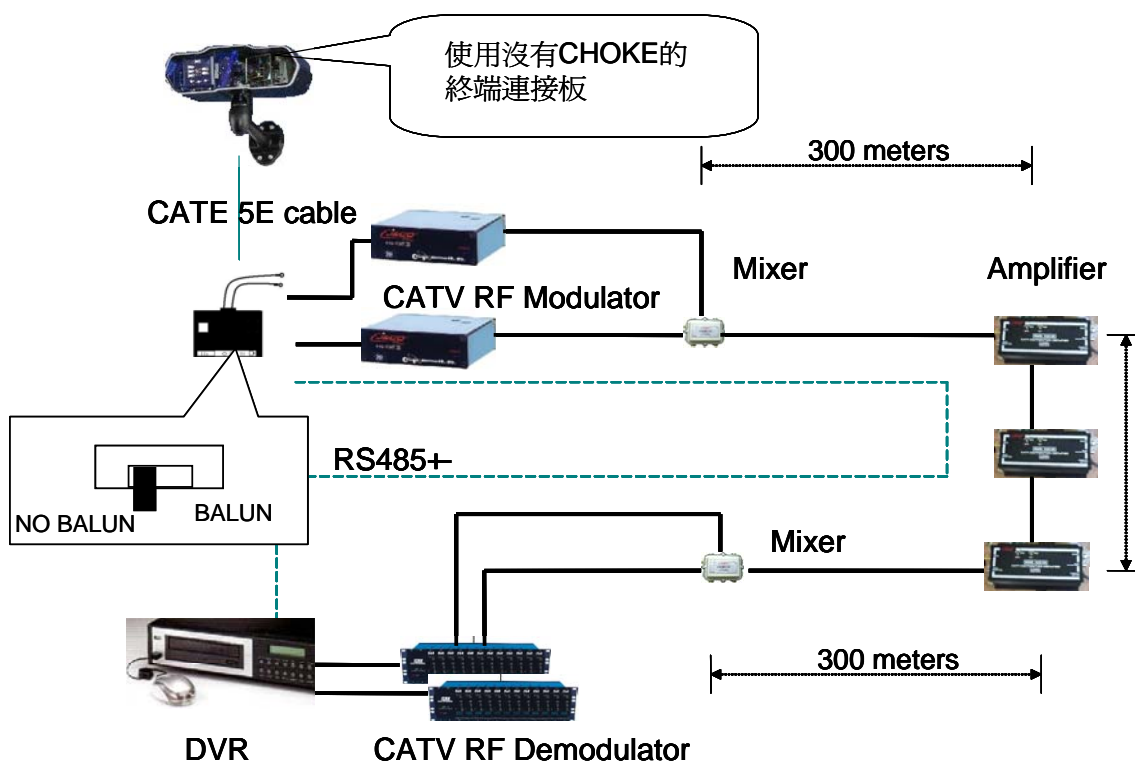 使用沒有CHOKE的
終端連接板
300 meters
CATE 5E cable
Mixer
Amplifier
CATV RF Modulator
RS485+-
NO BALUN
BALUN
Mixer
300 meters
DVR
CATV RF Demodulator